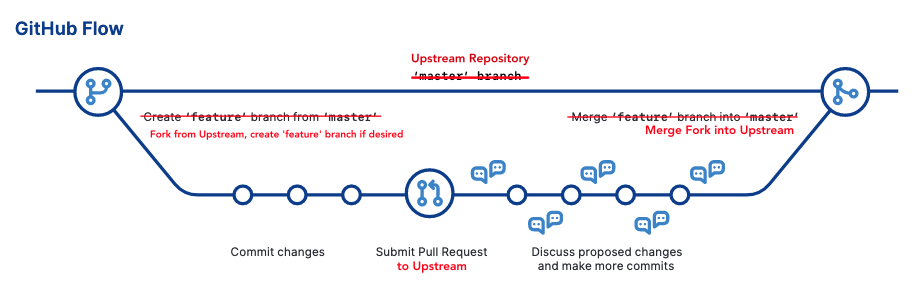 GitHub Flow
Upstream Repository
‘master’ branch
Create ‘feature’ branch from ‘master’
Fork from Upstream, create 'feature' branch if desired
Merge ‘feature’ branch into ‘master’
Merge Fork into Upstream
Commit changes
Submit Pull Request
to Upstream
Discuss proposed changes
and make more commits